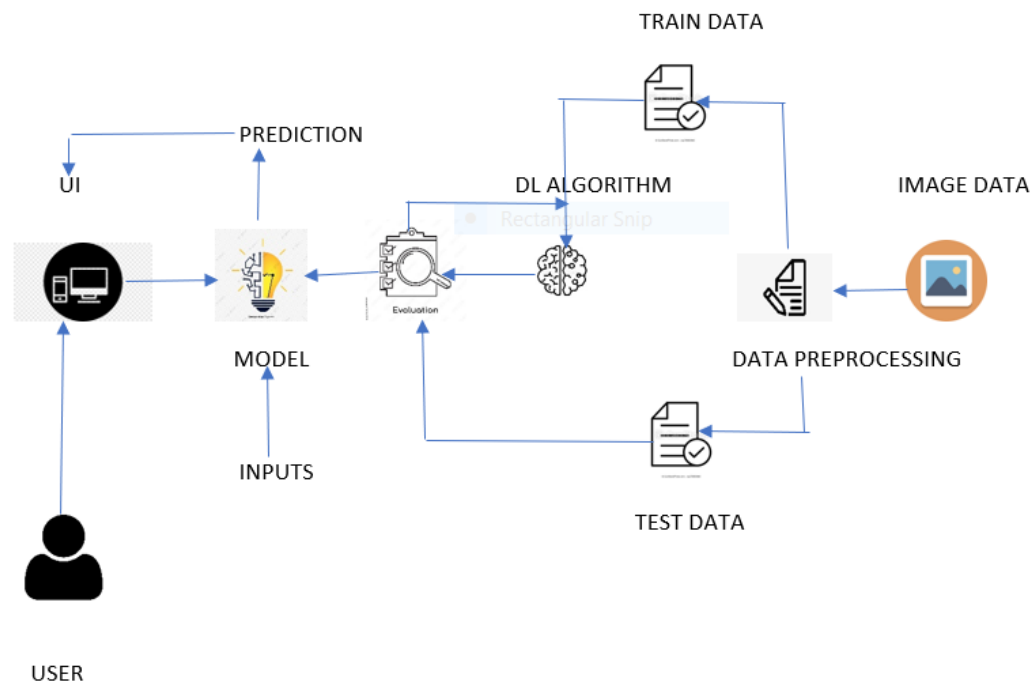 TRAIN DATA
PREDICTION
UI
DL ALGORITHM
IMAGE DATA
Rectangular Snip
Evaluation
MODEL
DATA PREPROCESSING
INPUTS
TEST DATA
USER